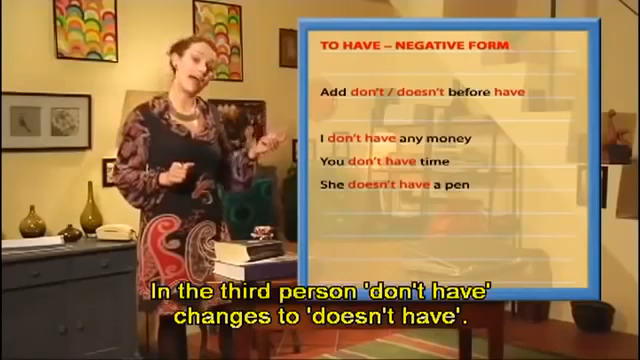 TO HAVE – NEGATIVE FORM
Add don't / doesn't before have
I don't have any money
You don't have time
She doesn't have a pen
In the third person 'don't have'
changes to 'doesn't have'.